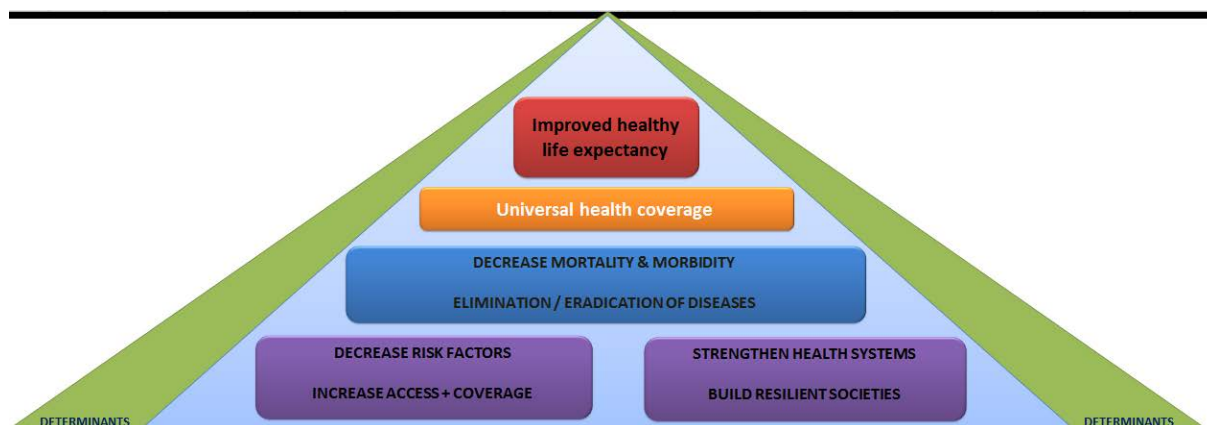 Improved healthy
life expectancy
Universal health coverage
DECREASE MORTALITY & MORBIDITY
ELIMINATION / ERADICATION OF DISEASES
DECREASE RISK FACTORS
INCREASE ACCESS + COVERAGE
STRENGTHEN HEALTH SYSTEMS
BUILD RESILIENT SOCIETIES
DETERMINANTS
DETERMINANTS